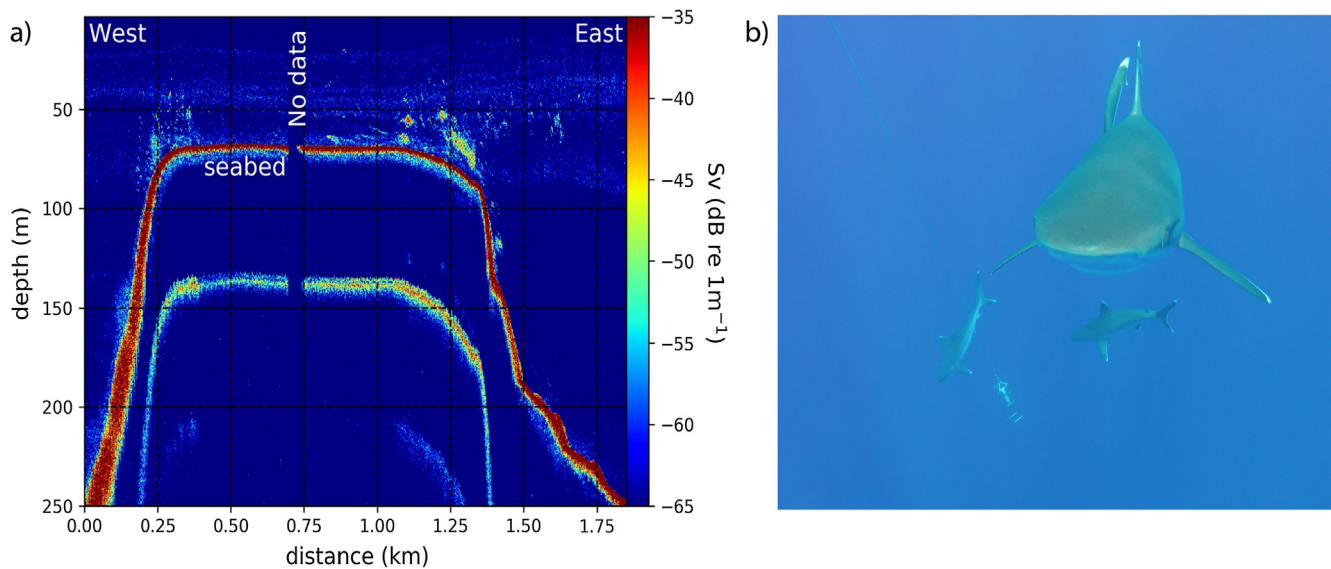 a)
West
No data
East
seabed
50
100
150
200
250
depth (m)
0.00 0.25 0.50 0.75 1.00 1.25 1.50 1.75
distance (km)
−35
−40
−45
−50
−55
−60
−65
Sv (dB re 1m⁻¹)
b)